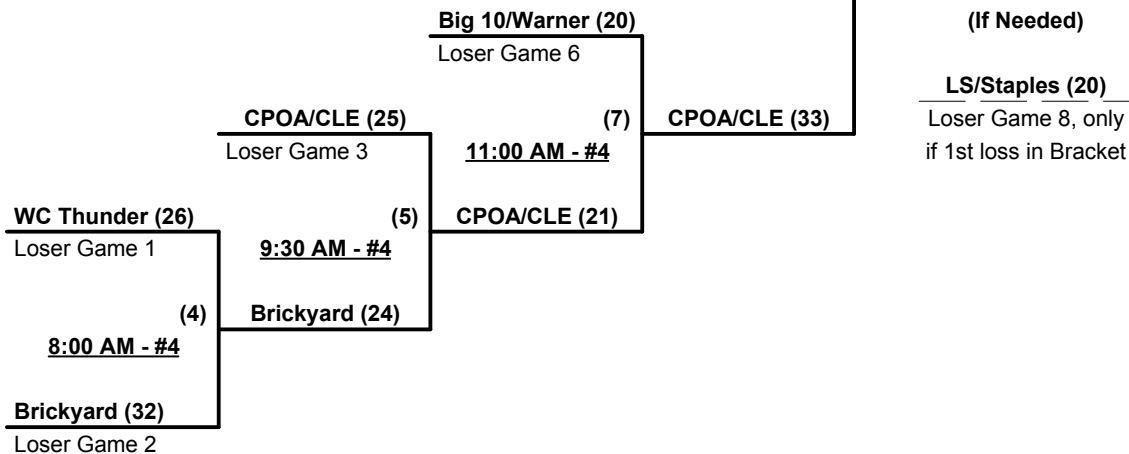 Big 10/Warner (20)
(If Needed)
Loser Game 6
LS/Staples (20)
CPOA/CLE (25)
(7)
CPOA/CLE (33)
Loser Game 8, only
Loser Game 3
11:00 AM - #4
if 1st loss in Bracket
WC Thunder (26)
(5)
CPOA/CLE (21)
Loser Game 1
9:30 AM - #4
(4)
Brickyard (24)
8:00 AM - #4
Brickyard (32)
Loser Game 2